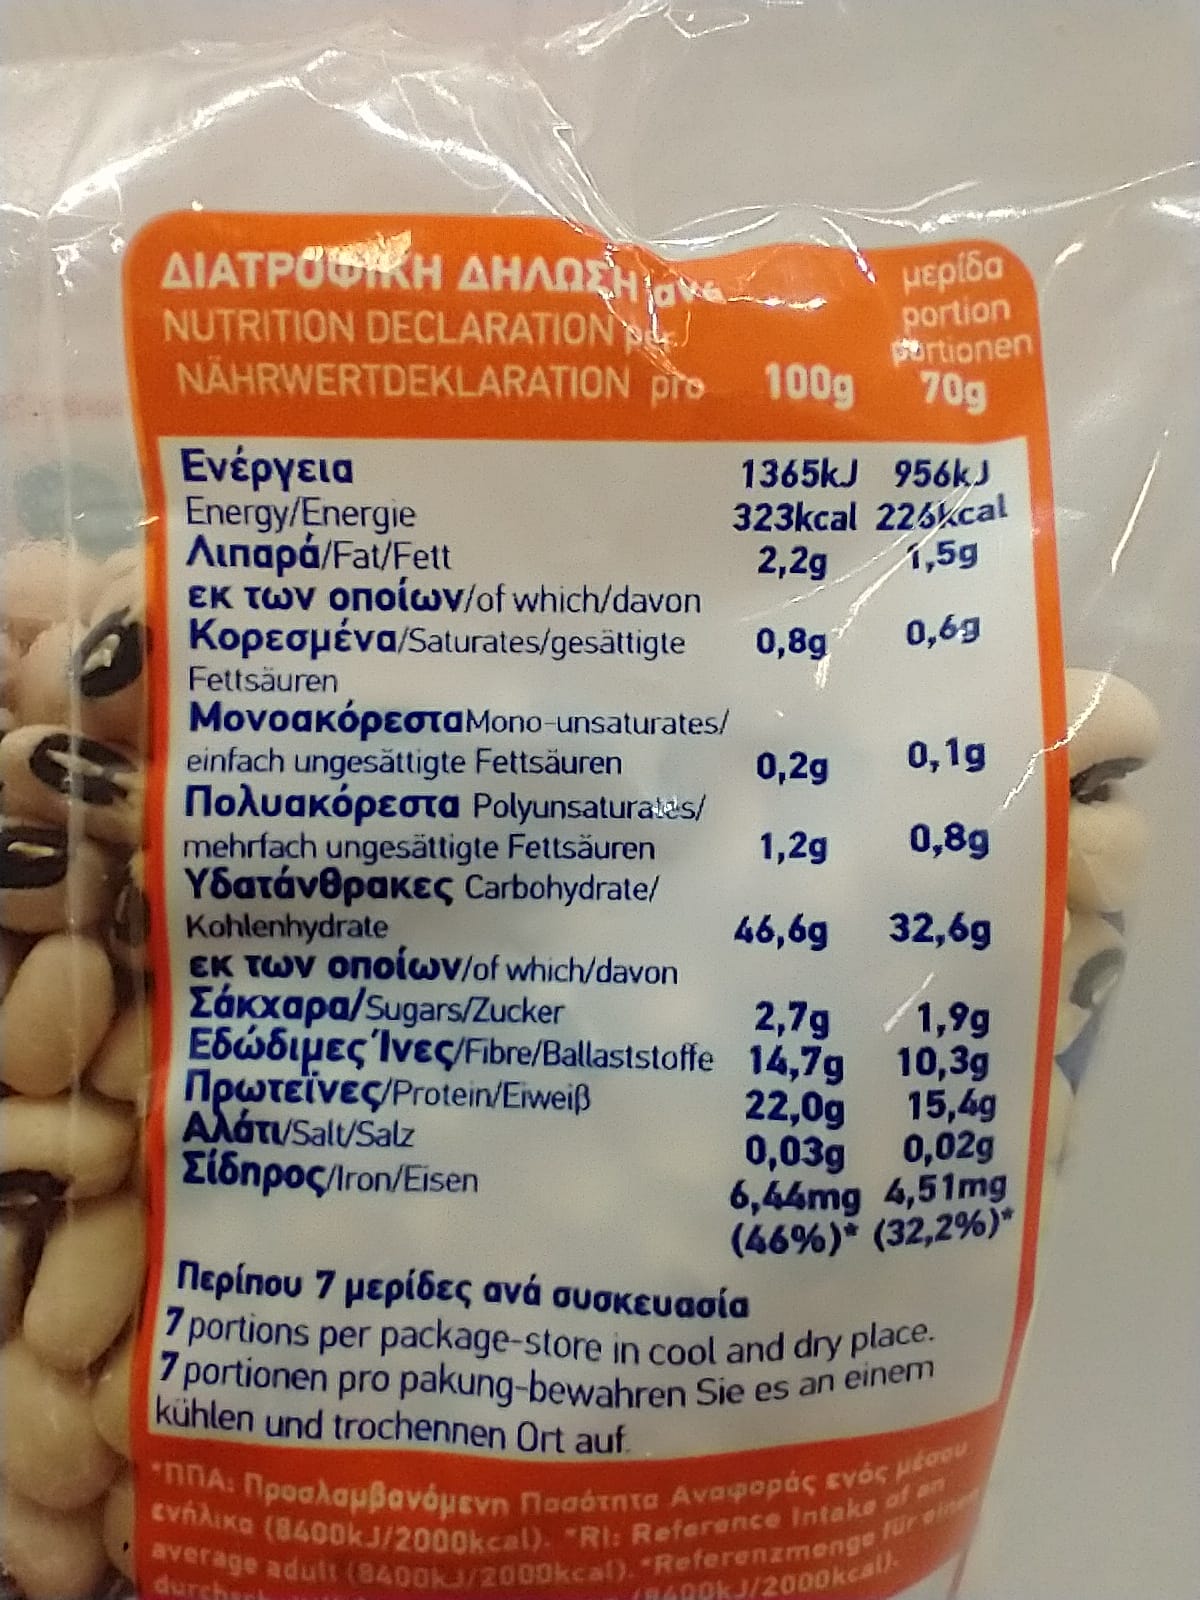 ΔΙΑΤΡΟΦΙΚΗ ΔΗΛΩΣΗ ανά
μερίδα
NUTRITION DECLARATION per
portion
portionen
NÄHRWERTDEKLARATION pro 100g 70g
Ενέργεια 1365kJ 956kJ
Energy/Energie 323kcal 226kcal
Λιπαρά/Fat/Fett 2,2g 1,5g
εκ των οποίων/of which/davon
Κορεσμένα/Saturates/gesättigte 0,8g 0,6g
Fettsäuren
ΜονοακόρεσταMono-unsaturates/
einfach ungesättigte Fettsäuren 0,2g 0,1g
Πολυακόρεστα Polyunsaturates/
mehrfach ungesättigte Fettsäuren 1,2g 0,8g
Υδατάνθρακες Carbohydrate/
Kohlenhydrate 46,6g 32,6g
εκ των οποίων/of which/davon
Σάκχαρα/Sugars/Zucker 2,7g 1,9g
Εδώδιμες Ίνες/Fibre/Ballaststoffe 14,7g 10,3g
Πρωτεΐνες/Protein/Eiweiß 22,0g 15,4g
Αλάτι/Salt/Salz 0,03g 0,02g
Σίδηρος/Iron/Eisen 6,44mg 4,51mg
(46%)* (32,2%)*
Περίπου 7 μερίδες ανά συσκευασία
7 portions per package-store in cool and dry place.
7 portionen pro pakung-bewahren Sie es an einem
kühlen und trochennen Ort auf.
*ΠΠΑ: Προσλαμβανόμενη Ποσότητα Αναφοράς ενός μέσου
ενήλικα (8400kJ/2000kcal). *RI: Reference Intake of an
average adult (8400kJ/2000kcal). *Referenzmenge für einen
(8400kJ/2000kcal).